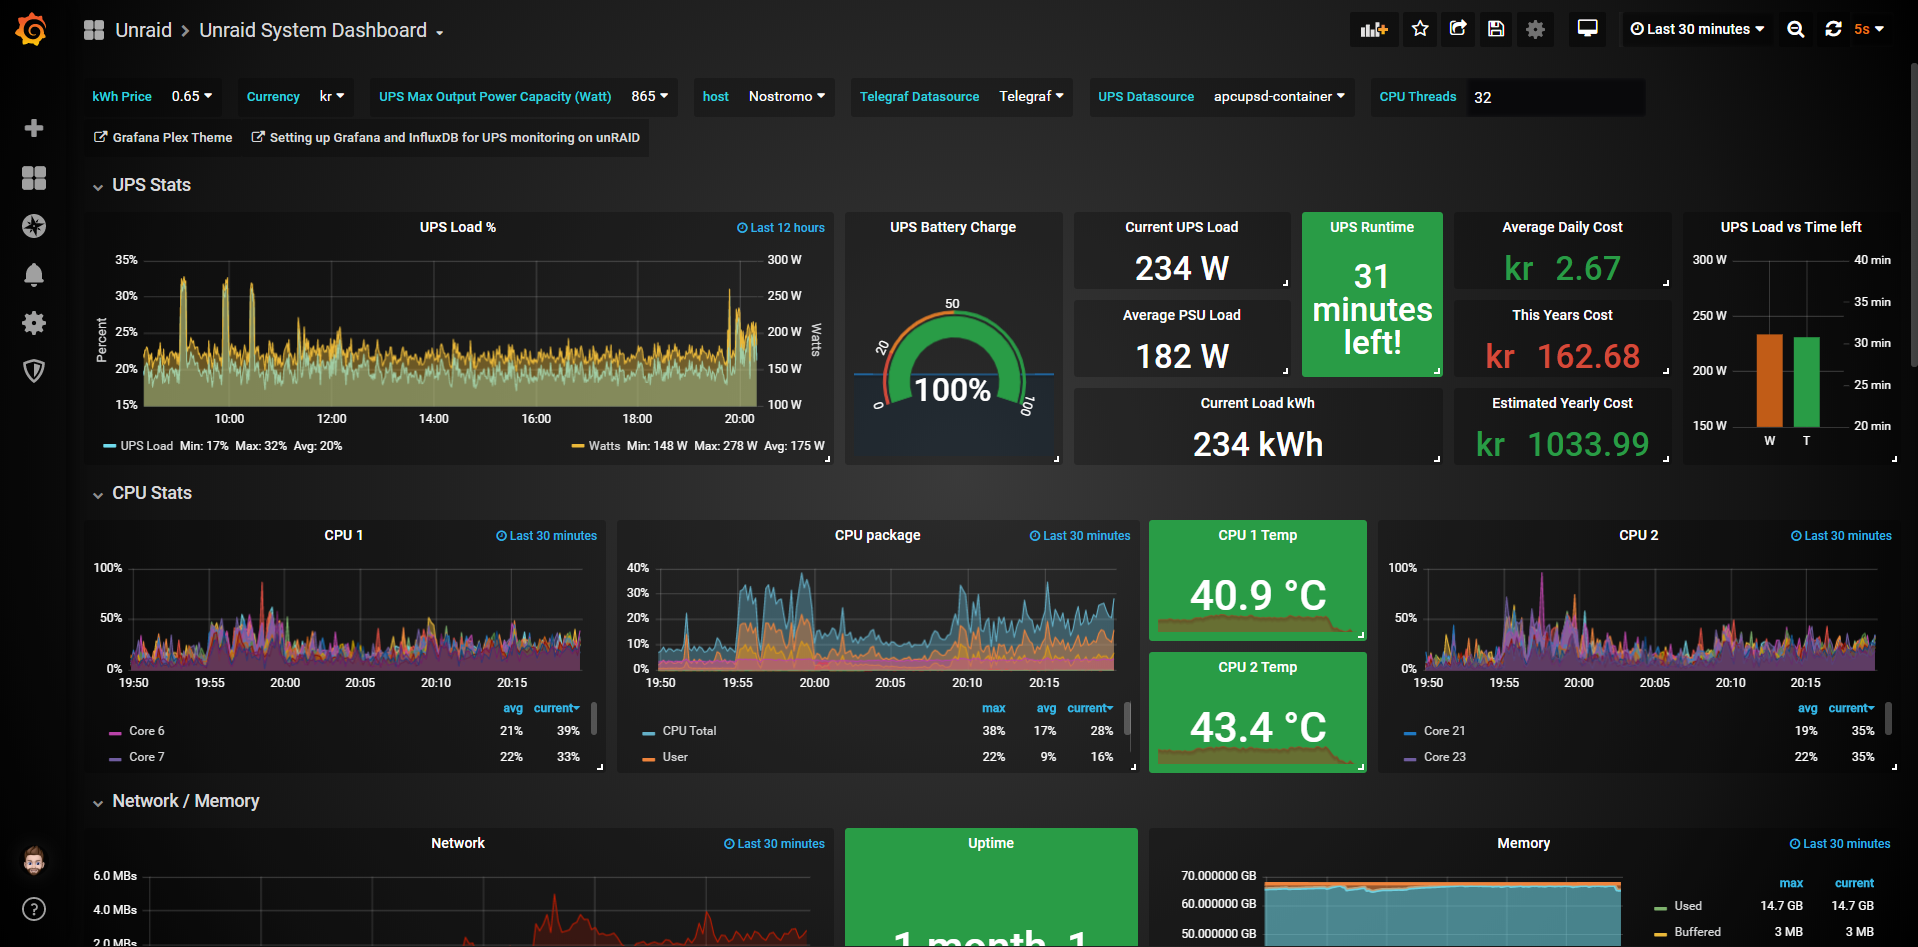 Unraid > Unraid System Dashboard
Last 30 minutes
5s
kWh Price 0.65
Currency kr
UPS Max Output Power Capacity (Watt) 865
host Nostromo
Telegraf Datasource Telegraf
UPS Datasource apcupsd-container
CPU Threads 32
Grafana Plex Theme
Setting up Grafana and InfluxDB for UPS monitoring on unRAID
UPS Stats
UPS Load %
Last 12 hours
35%
30%
25%
20%
15%
Percent
300 W
250 W
200 W
150 W
100 W
Watts
10:00 12:00 14:00 16:00 18:00 20:00
UPS Load Min: 17% Max: 32% Avg: 20%
Watts Min: 148 W Max: 278 W Avg: 175 W
UPS Battery Charge
0
20
50
100
100%
Current UPS Load
234 W
Average PSU Load
182 W
Current Load kWh
234 kWh
UPS Runtime
31
minutes
left!
Average Daily Cost
kr 2.67
This Years Cost
kr 162.68
Estimated Yearly Cost
kr 1033.99
UPS Load vs Time left
300 W
250 W
200 W
150 W
40 min
35 min
30 min
25 min
20 min
W T
CPU Stats
CPU 1
Last 30 minutes
100%
50%
0%
19:50 19:55 20:00 20:05 20:10 20:15
avg current
Core 6 21% 39%
Core 7 22% 33%
CPU package
Last 30 minutes
40%
30%
20%
10%
0%
19:50 19:55 20:00 20:05 20:10 20:15
max avg current
CPU Total 38% 17% 28%
User 22% 9% 16%
CPU 1 Temp
40.9 °C
CPU 2 Temp
43.4 °C
CPU 2
Last 30 minutes
100%
50%
0%
19:50 19:55 20:00 20:05 20:10 20:15
avg current
Core 21 19% 35%
Core 23 22% 35%
Network / Memory
Network
Last 30 minutes
6.0 MBs
4.0 MBs
2.0 MBs
Uptime
1 month, 1
Memory
Last 30 minutes
70.000000 GB
60.000000 GB
50.000000 GB
max current
Used 14.7 GB 14.7 GB
Buffered 3 MB 3 MB